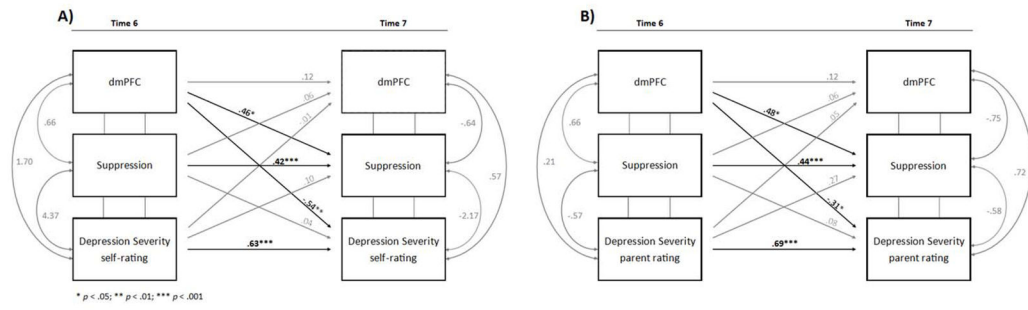 A)
Time 6
Time 7
dmPFC
dmPFC
.12
.06
-.01
.46*
.66
-.64
1.70
Suppression
.42***
Suppression
.57
.10
-.54**
4.37
.04
-2.17
Depression Severity
self-rating
.63***
Depression Severity
self-rating
* p < .05; ** p < .01; *** p < .001
B)
Time 6
Time 7
dmPFC
dmPFC
.12
.06
.05
.48*
.66
-.75
.21
Suppression
.44***
Suppression
.72
.27
-.31*
-.57
.08
-.58
Depression Severity
parent rating
.69***
Depression Severity
parent rating